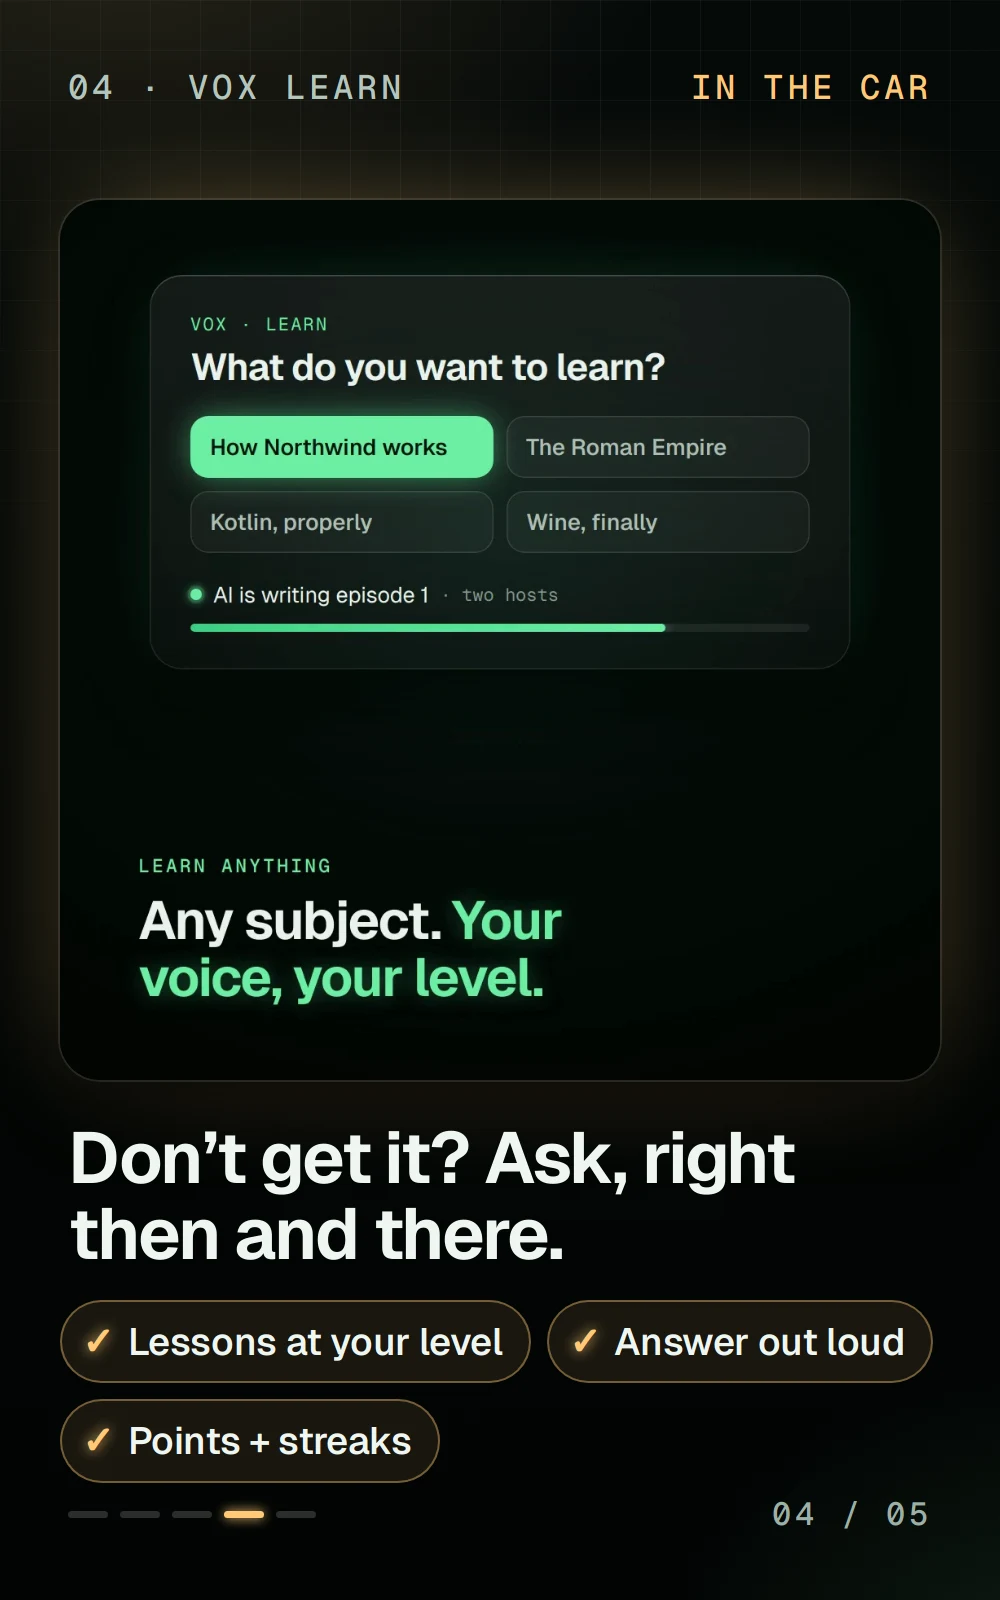 04 · VOX LEARN
IN THE CAR
VOX · LEARN
What do you want to learn?
How Northwind works
The Roman Empire
Kotlin, properly
Wine, finally
AI is writing episode 1 · two hosts
LEARN ANYTHING
Any subject. Your
voice, your level.
Don’t get it? Ask, right
then and there.
✓ Lessons at your level
✓ Answer out loud
✓ Points + streaks
04 / 05